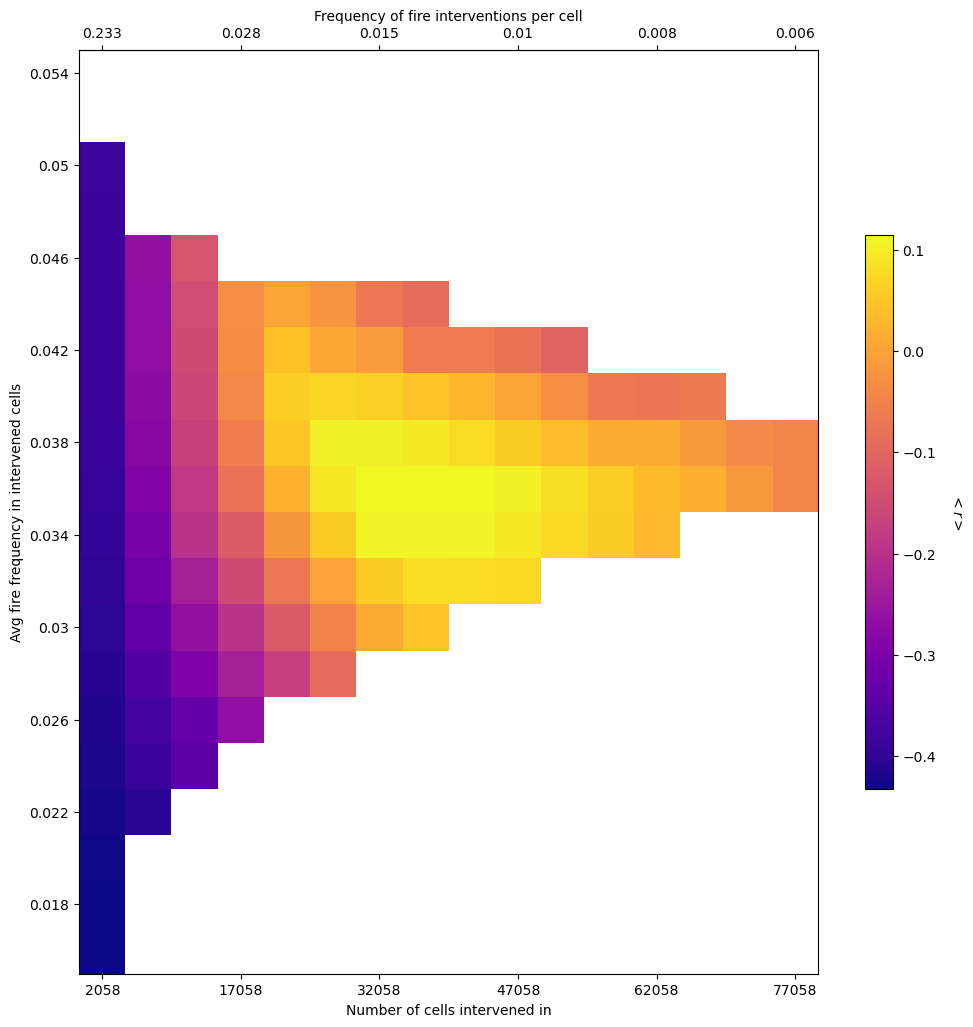 Frequency of fire interventions per cell
0.233 0.028 0.015 0.01 0.008 0.006
0.054
0.05
0.046
0.042
0.038
0.034
0.03
0.026
0.022
0.018
Avg fire frequency in intervened cells
2058 17058 32058 47058 62058 77058
Number of cells intervened in
0.1
0.0
−0.1
−0.2
−0.3
−0.4
<r>